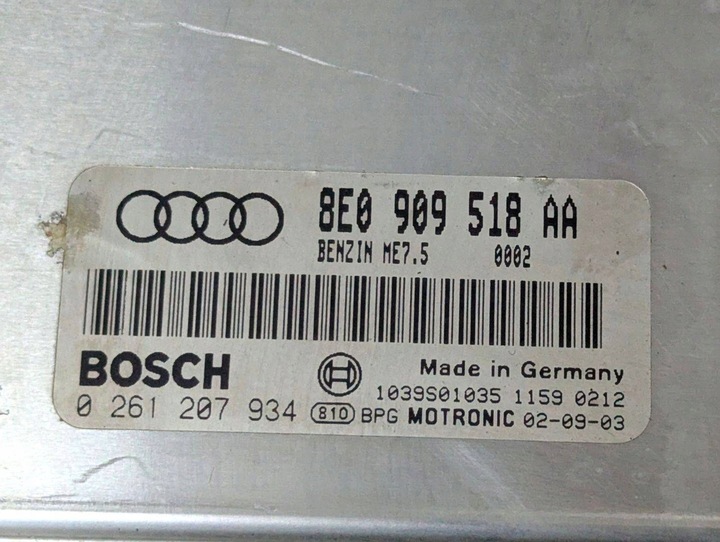 8E0 909 518 AA
BENZIN ME7.5 0002
BOSCH
Made in Germany
1039S01035 1159 0212
0 261 207 934 810 BPG MOTRONIC 02-09-03